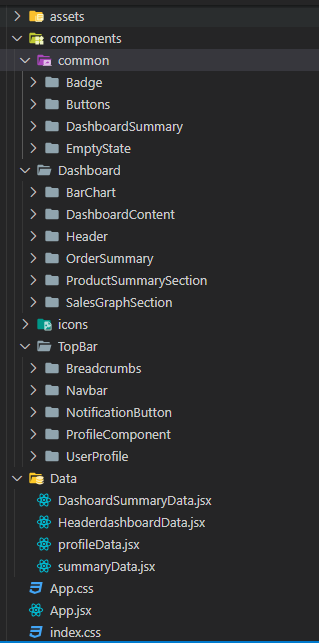 assets
components
common
Badge
Buttons
DashboardSummary
EmptyState
Dashboard
BarChart
DashboardContent
Header
OrderSummary
ProductSummarySection
SalesGraphSection
icons
TopBar
Breadcrumbs
Navbar
NotificationButton
ProfileComponent
UserProfile
Data
DashoardSummaryData.jsx
HeaderdashboardData.jsx
profileData.jsx
summaryData.jsx
App.css
App.jsx
index.css